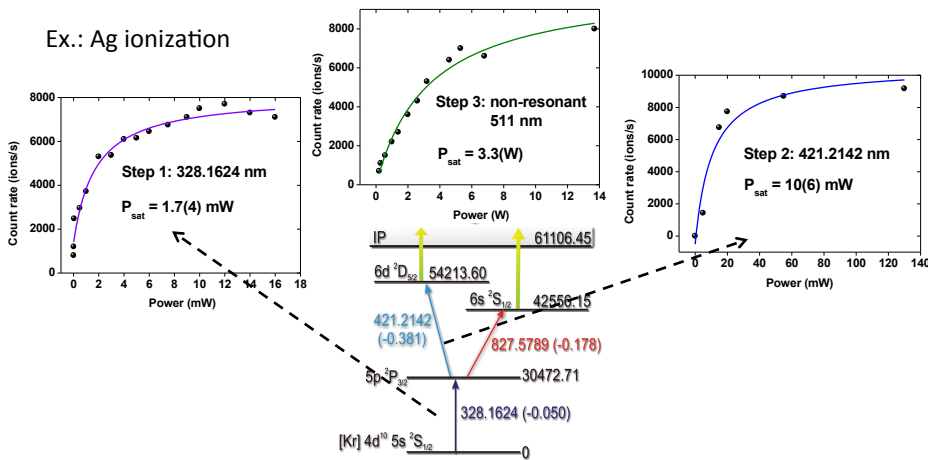 Ex.: Ag ionization
Count rate (ions/s)
8000
6000
4000
2000
0
0 2 4 6 8 10 12 14 16 18
Power (mW)
Step 1: 328.1624 nm
P sat = 1.7(4) mW
Count rate (ions/s)
8000
6000
4000
2000
0
0 2 4 6 8 10 12 14
Power (W)
Step 3: non-resonant
511 nm
P sat = 3.3(W)
Count rate (ions/s)
10000
8000
6000
4000
2000
0
0 20 40 60 80 100 120 140
Power (mW)
Step 2: 421.2142 nm
P sat = 10(6) mW
IP 61106.45
6d ²D5/2 54213.60
6s ²S1/2 42556.15
421.2142
(-0.381)
827.5789 (-0.178)
5p ²P3/2 30472.71
328.1624 (-0.050)
[Kr] 4d¹⁰ 5s ²S1/2 0